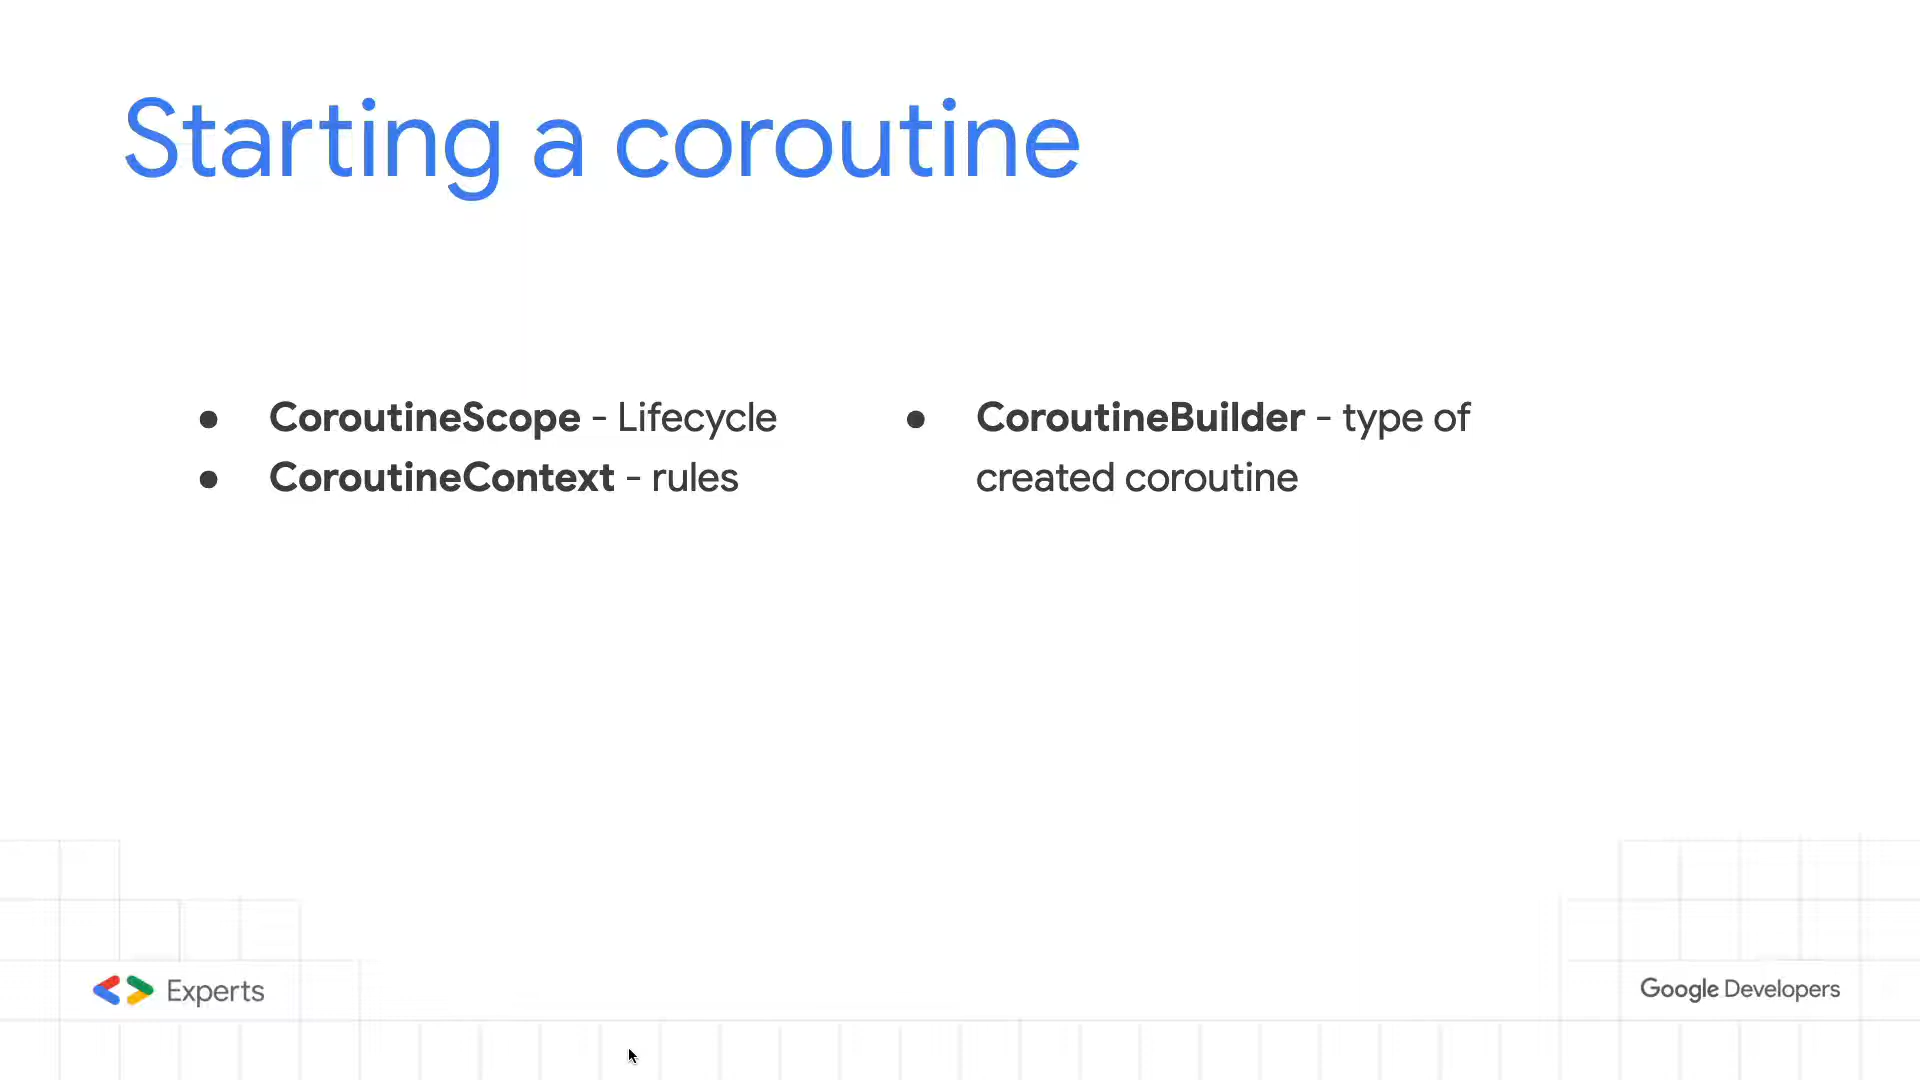 Starting a coroutine
● CoroutineScope - Lifecycle
● CoroutineContext - rules
● CoroutineBuilder - type of
created coroutine
Experts
Google Developers